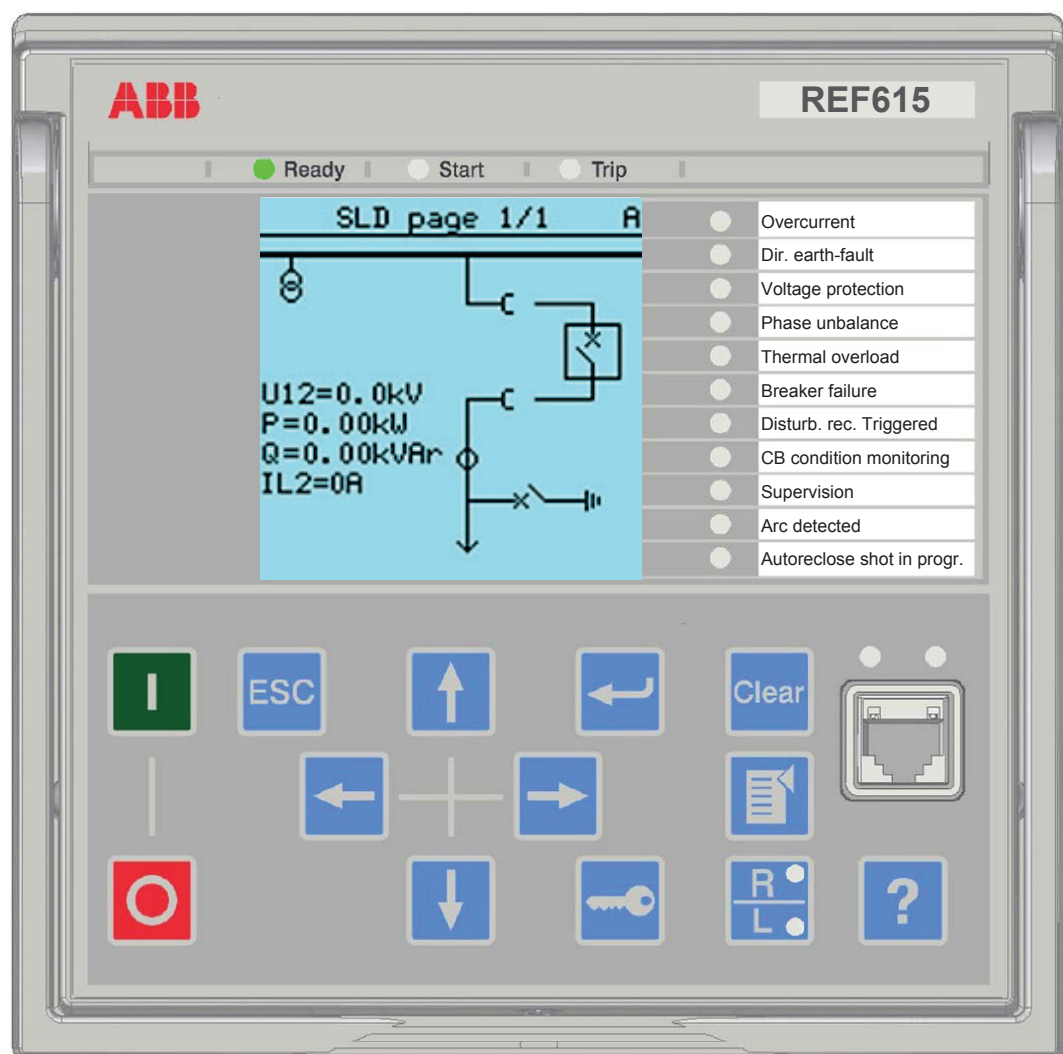 ABB
REF615
Ready
Start
Trip
SLD page 1/1 A
U12=0.0kV
P=0.00kW
Q=0.00kVAr
IL2=0A
Overcurrent
Dir. earth-fault
Voltage protection
Phase unbalance
Thermal overload
Breaker failure
Disturb. rec. Triggered
CB condition monitoring
Supervision
Arc detected
Autoreclose shot in progr.
I
ESC
Clear
O
R
L
?